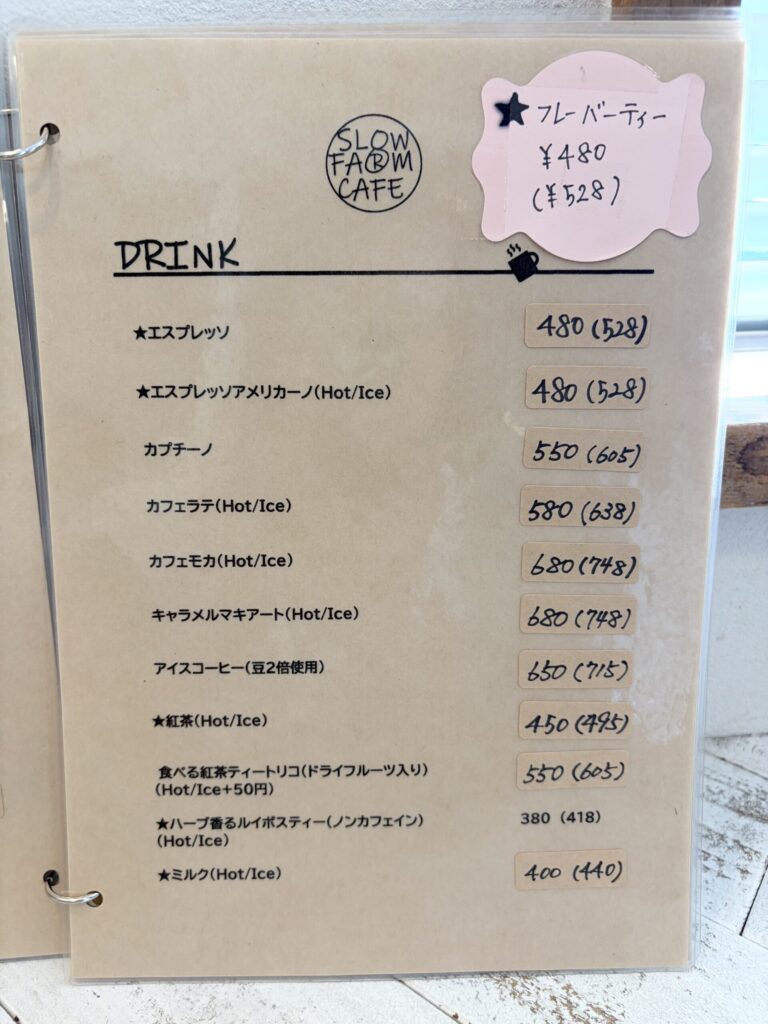 SLOW
FA®M
CAFE
★ フレーバーティー
¥480
(¥528)
DRINK
★エスプレッソ 480 (528)
★エスプレッソアメリカーノ(Hot/Ice) 480 (528)
カプチーノ 550 (605)
カフェラテ(Hot/Ice) 580 (638)
カフェモカ(Hot/Ice) 680 (748)
キャラメルマキアート(Hot/Ice) 680 (748)
アイスコーヒー(豆2倍使用) 650 (715)
★紅茶(Hot/Ice) 450 (495)
食べる紅茶ティートリコ(ドライフルーツ入り) 550 (605)
(Hot/Ice+50円)
★ハーブ香るルイボスティー(ノンカフェイン) 380 (418)
(Hot/Ice)
★ミルク(Hot/Ice) 400 (440)